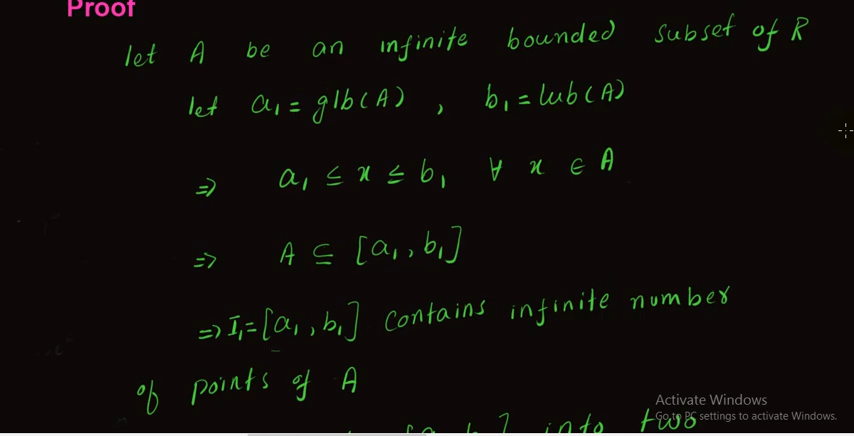 Proof
let A be an infinite bounded subset of R
let a₁ = glb(A) , b₁ = lub(A)
⇒ a₁ ≤ x ≤ b₁ ∀ x ∈ A
⇒ A ⊆ [a₁, b₁]
⇒ I₁ = [a₁, b₁] contains infinite number
of points of A
into two
Activate Windows
Go to PC settings to activate Windows.